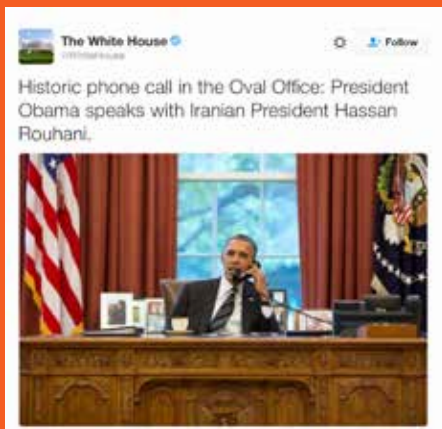 The White House
@WhiteHouse
Follow
Historic phone call in the Oval Office: President
Obama speaks with Iranian President Hassan
Rouhani.